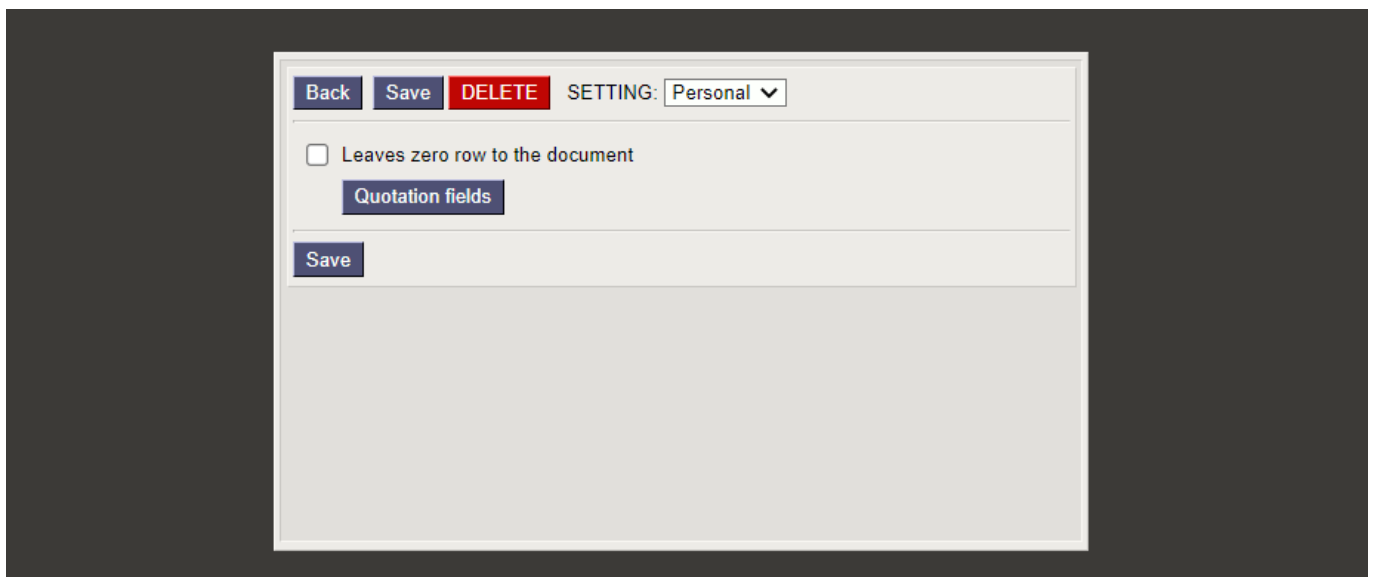 Back Save DELETE SETTING: Personal
Leaves zero row to the document
Quotation fields
Save